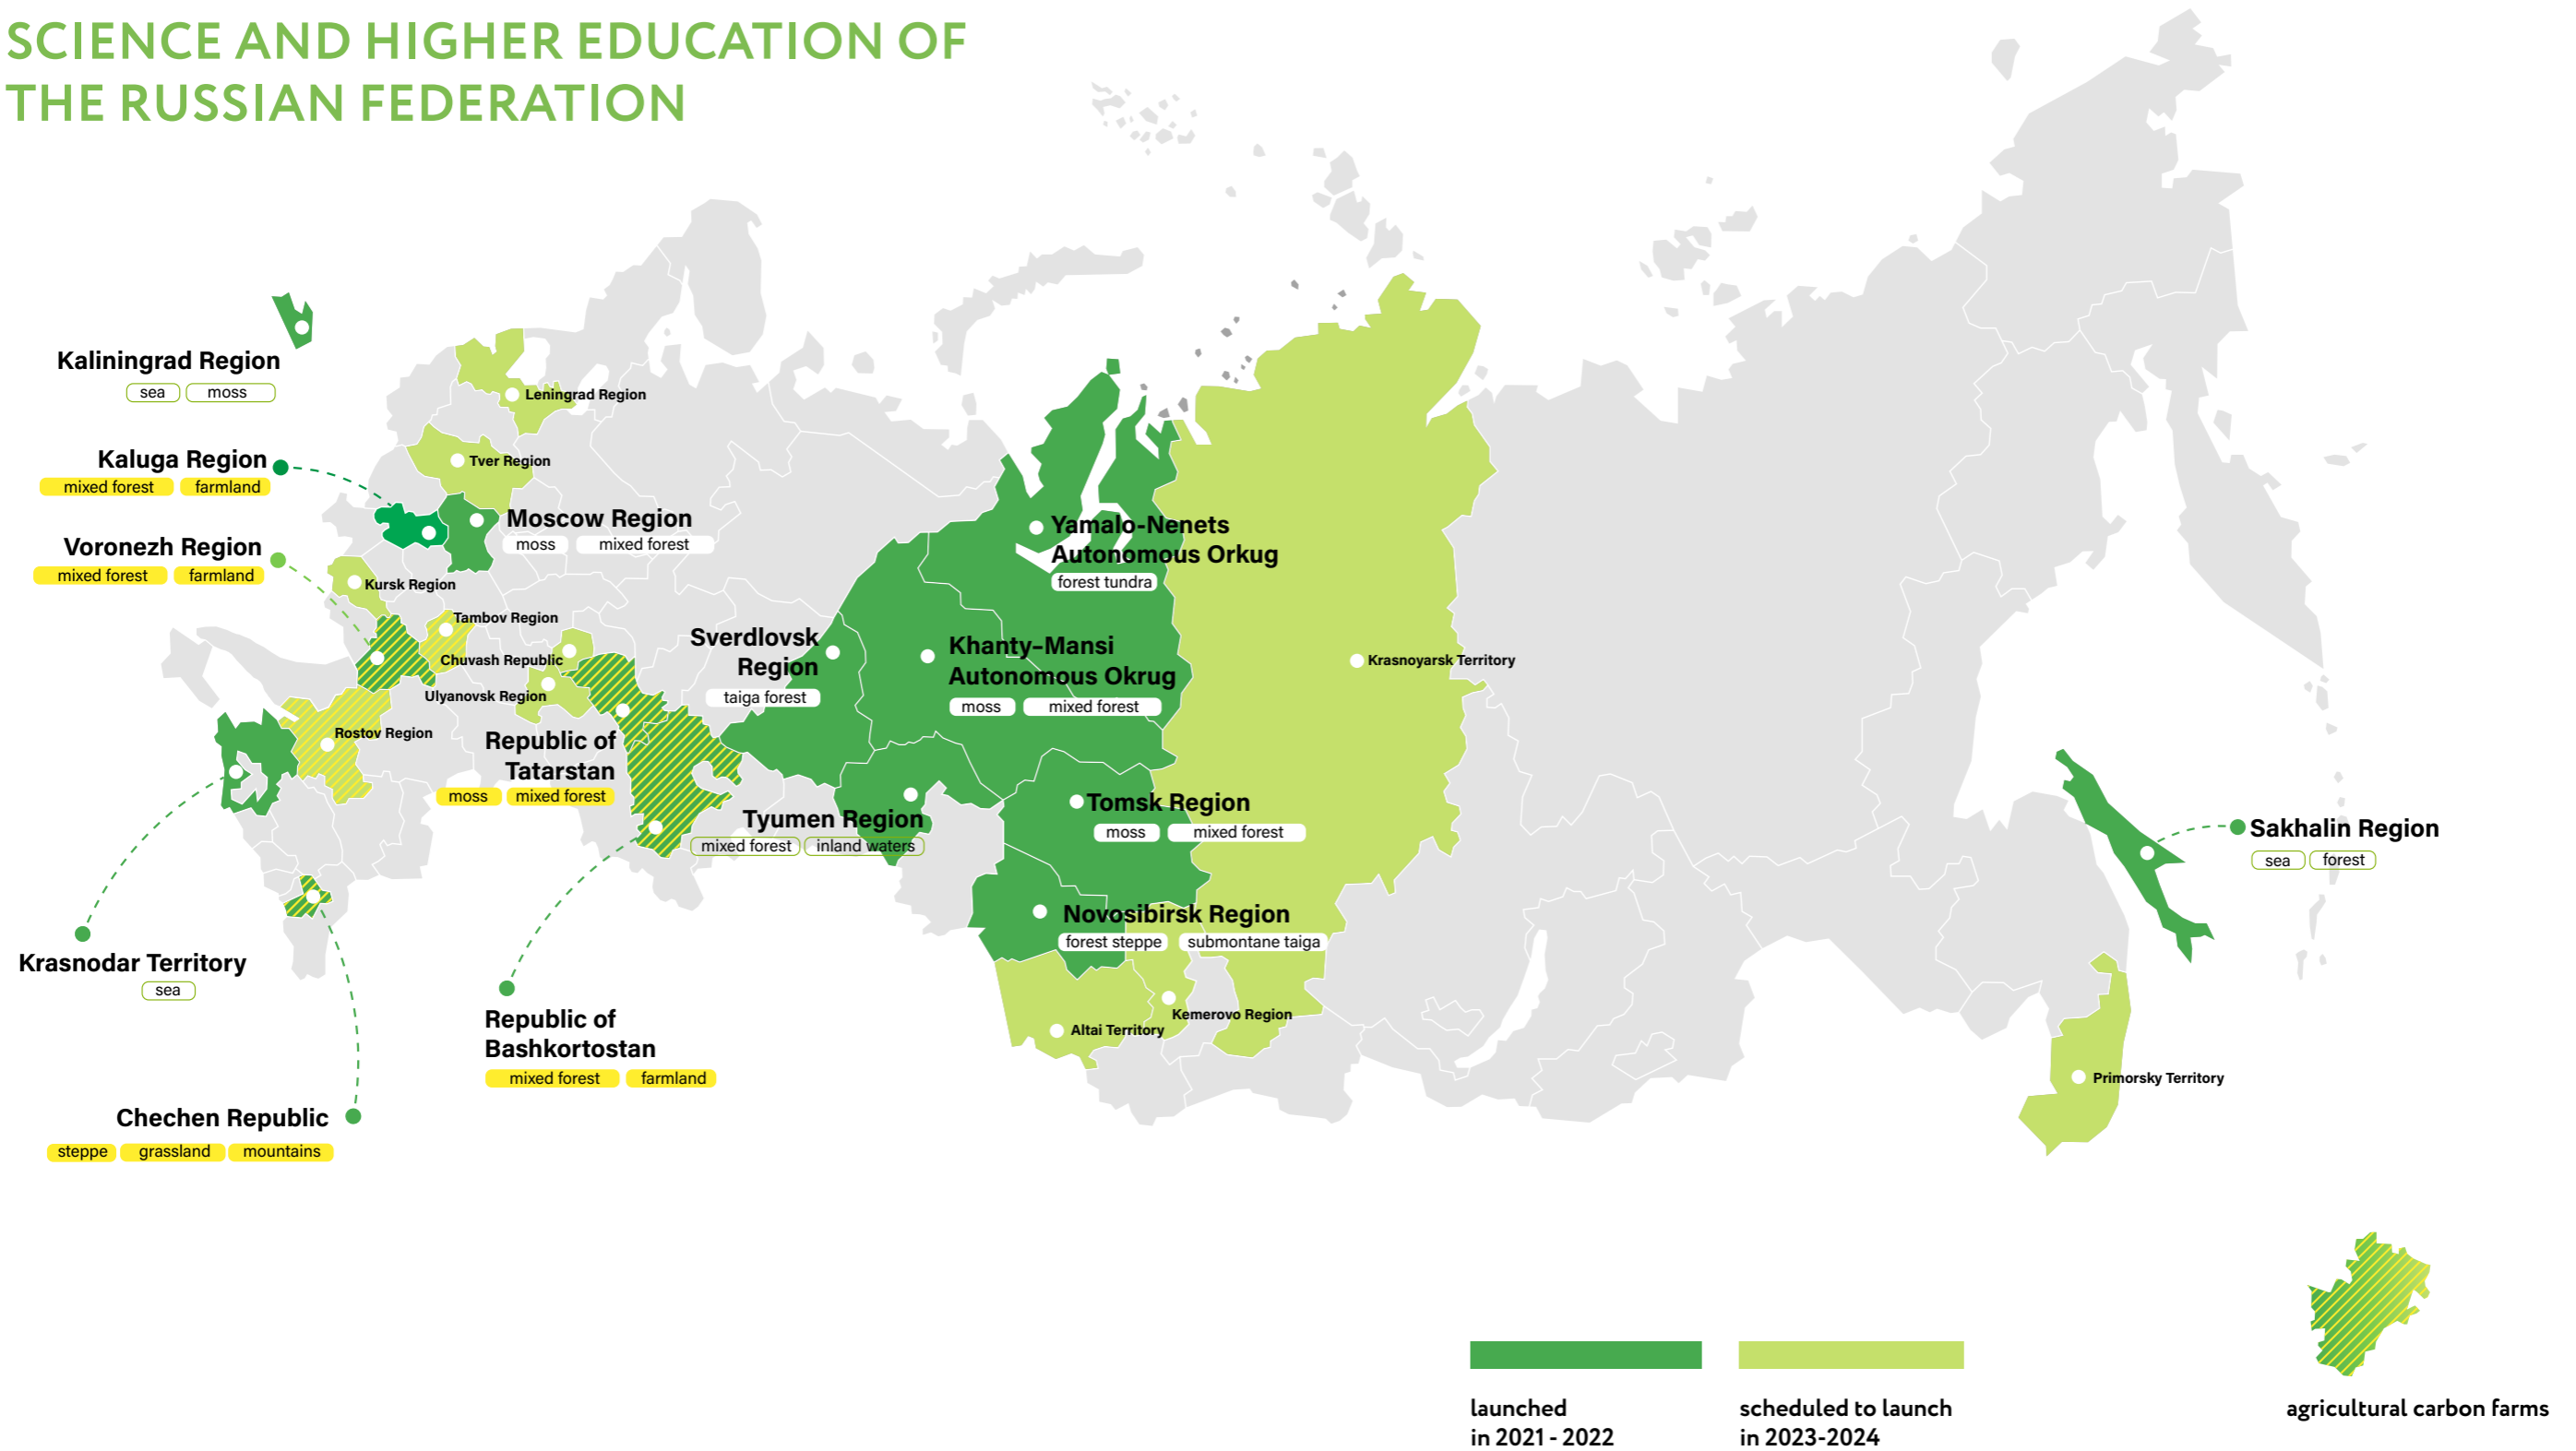 SCIENCE AND HIGHER EDUCATION OF
THE RUSSIAN FEDERATION
Kaliningrad Region
sea moss
Leningrad Region
Kaluga Region
mixed forest farmland
Tver Region
Moscow Region
moss mixed forest
Voronezh Region
mixed forest farmland
Kursk Region
Tambov Region
Chuvash Republic
Ulyanovsk Region
Rostov Region
Yamalo-Nenets
Autonomous Orkug
forest tundra
Sverdlovsk
Region
taiga forest
Khanty–Mansi
Autonomous Okrug
moss mixed forest
Krasnoyarsk Territory
Republic of
Tatarstan
moss mixed forest
Tyumen Region
mixed forest inland waters
Tomsk Region
moss mixed forest
Sakhalin Region
sea forest
Novosibirsk Region
forest steppe submontane taiga
Krasnodar Territory
sea
Republic of
Bashkortostan
mixed forest farmland
Kemerovo Region
Altai Territory
Primorsky Territory
Chechen Republic
steppe grassland mountains
launched
in 2021 - 2022
scheduled to launch
in 2023-2024
agricultural carbon farms